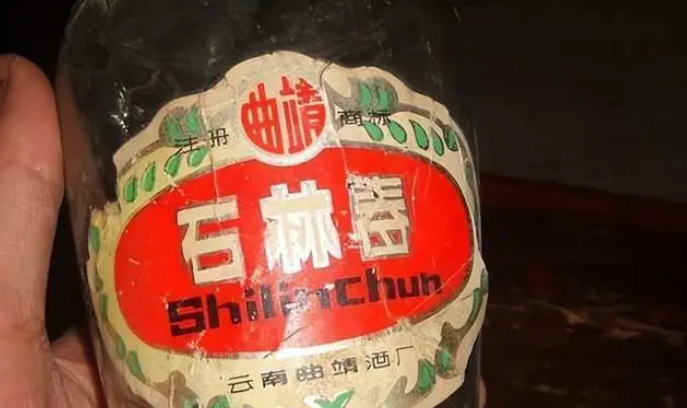 曲靖
注册 商标
石林春
Shilinchun
云南曲靖酒厂